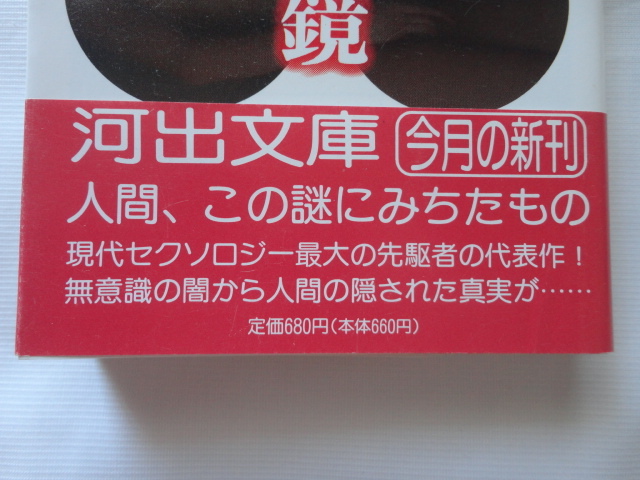 鏡
河出文庫 今月の新刊
人間、この謎にみちたもの
現代セクソロジー最大の先駆者の代表作！
無意識の闇から人間の隠された真実が……
定価680円(本体660円)